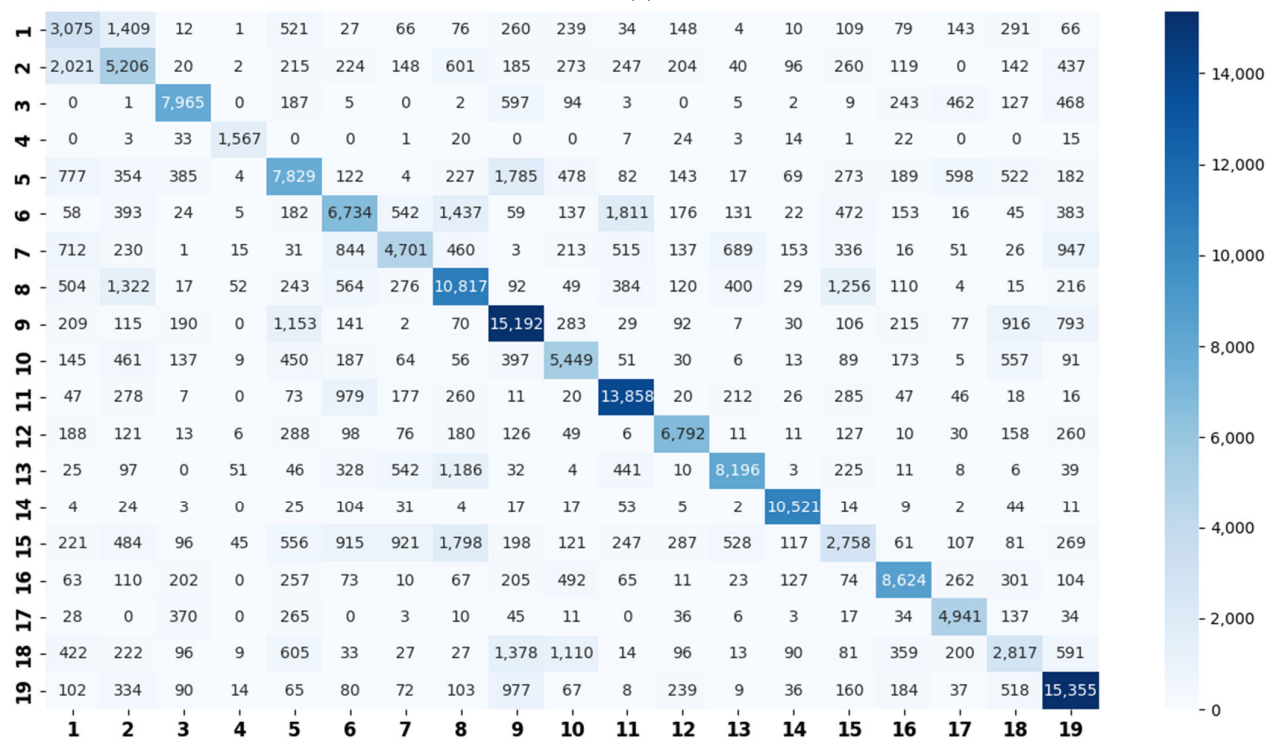 1 3,075 1,409 12 1 521 27 66 76 260 239 34 148 4 10 109 79 143 291 66
2 2,021 5,206 20 2 215 224 148 601 185 273 247 204 40 96 260 119 0 142 437
14,000
3 0 1 7,965 0 187 5 0 2 597 94 3 0 5 2 9 243 462 127 468
4 0 3 33 1,567 0 0 1 20 0 0 7 24 3 14 1 22 0 0 15
12,000
5 777 354 385 4 7,829 122 4 227 1,785 478 82 143 17 69 273 189 598 522 182
6 58 393 24 5 182 6,734 542 1,437 59 137 1,811 176 131 22 472 153 16 45 383
7 712 230 1 15 31 844 4,701 460 3 213 515 137 689 153 336 16 51 26 947
10,000
8 504 1,322 17 52 243 564 276 10,817 92 49 384 120 400 29 1,256 110 4 15 216
9 209 115 190 0 1,153 141 2 70 15,192 283 29 92 7 30 106 215 77 916 793
8,000
10 145 461 137 9 450 187 64 56 397 5,449 51 30 6 13 89 173 5 557 91
11 47 278 7 0 73 979 177 260 11 20 13,858 20 212 26 285 47 46 18 16
12 188 121 13 6 288 98 76 180 126 49 6 6,792 11 11 127 10 30 158 260
6,000
13 25 97 0 51 46 328 542 1,186 32 4 441 10 8,196 3 225 11 8 6 39
14 4 24 3 0 25 104 31 4 17 17 53 5 2 10,521 14 9 2 44 11
4,000
15 221 484 96 45 556 915 921 1,798 198 121 247 287 528 117 2,758 61 107 81 269
16 63 110 202 0 257 73 10 67 205 492 65 11 23 127 74 8,624 262 301 104
2,000
17 28 0 370 0 265 0 3 10 45 11 0 36 6 3 17 34 4,941 137 34
18 422 222 96 9 605 33 27 27 1,378 1,110 14 96 13 90 81 359 200 2,817 591
19 102 334 90 14 65 80 72 103 977 67 8 239 9 36 160 184 37 518 15,355
0
1 2 3 4 5 6 7 8 9 10 11 12 13 14 15 16 17 18 19